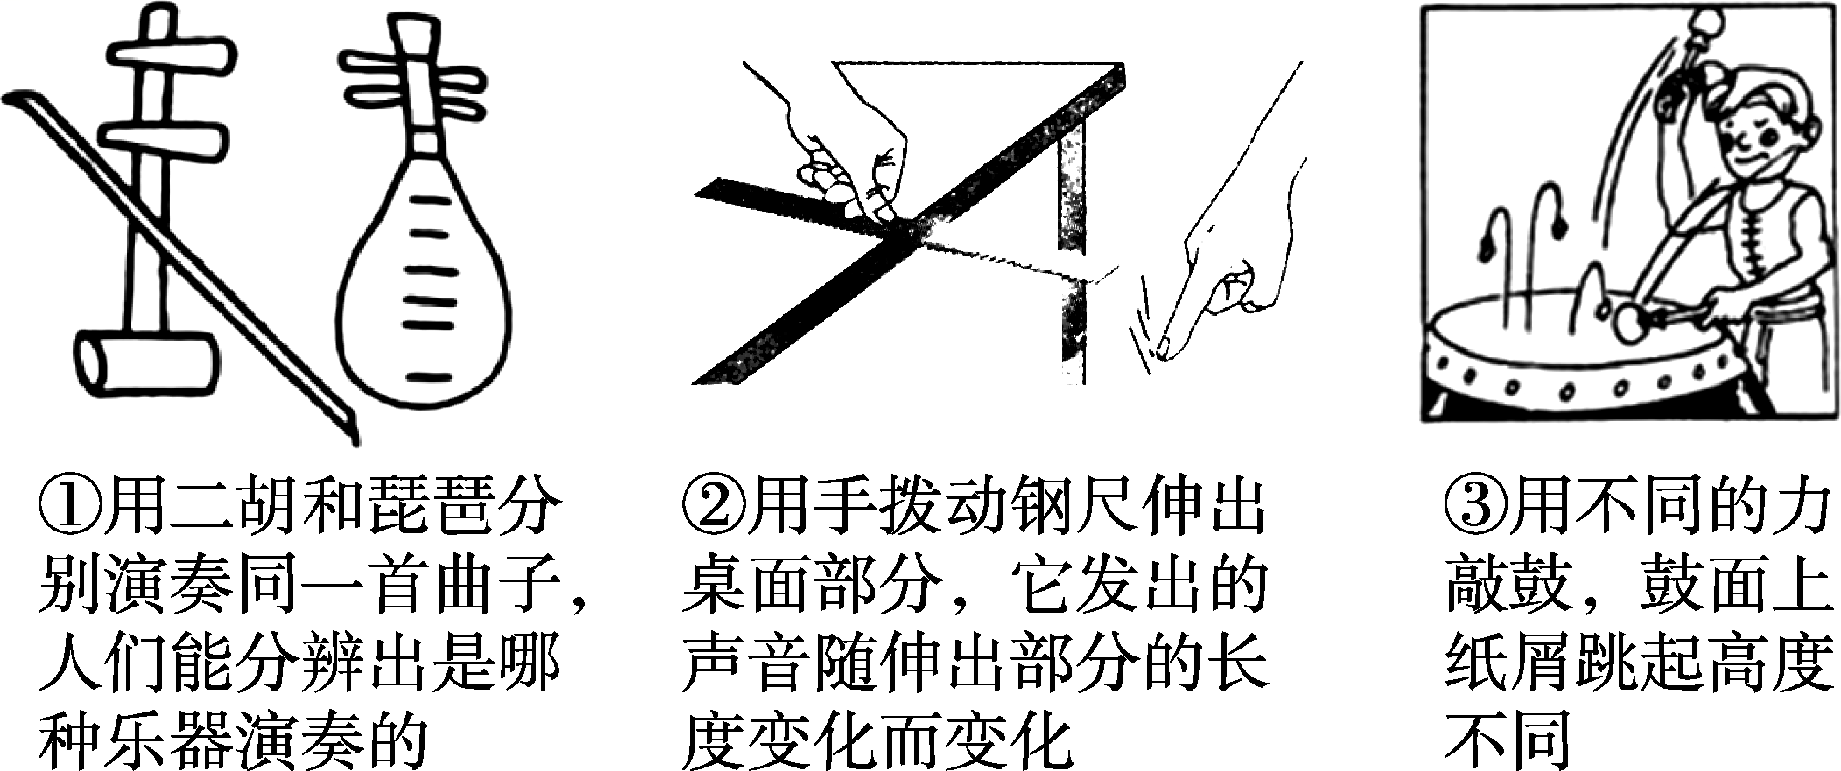 ①用二胡和琵琶分
别演奏同一首曲子，
人们能分辨出是哪
种乐器演奏的
②用手拨动钢尺伸出
桌面部分，它发出的
声音随伸出部分的长
度变化而变化
③用不同的力
敲鼓，鼓面上
纸屑跳起高度
不同